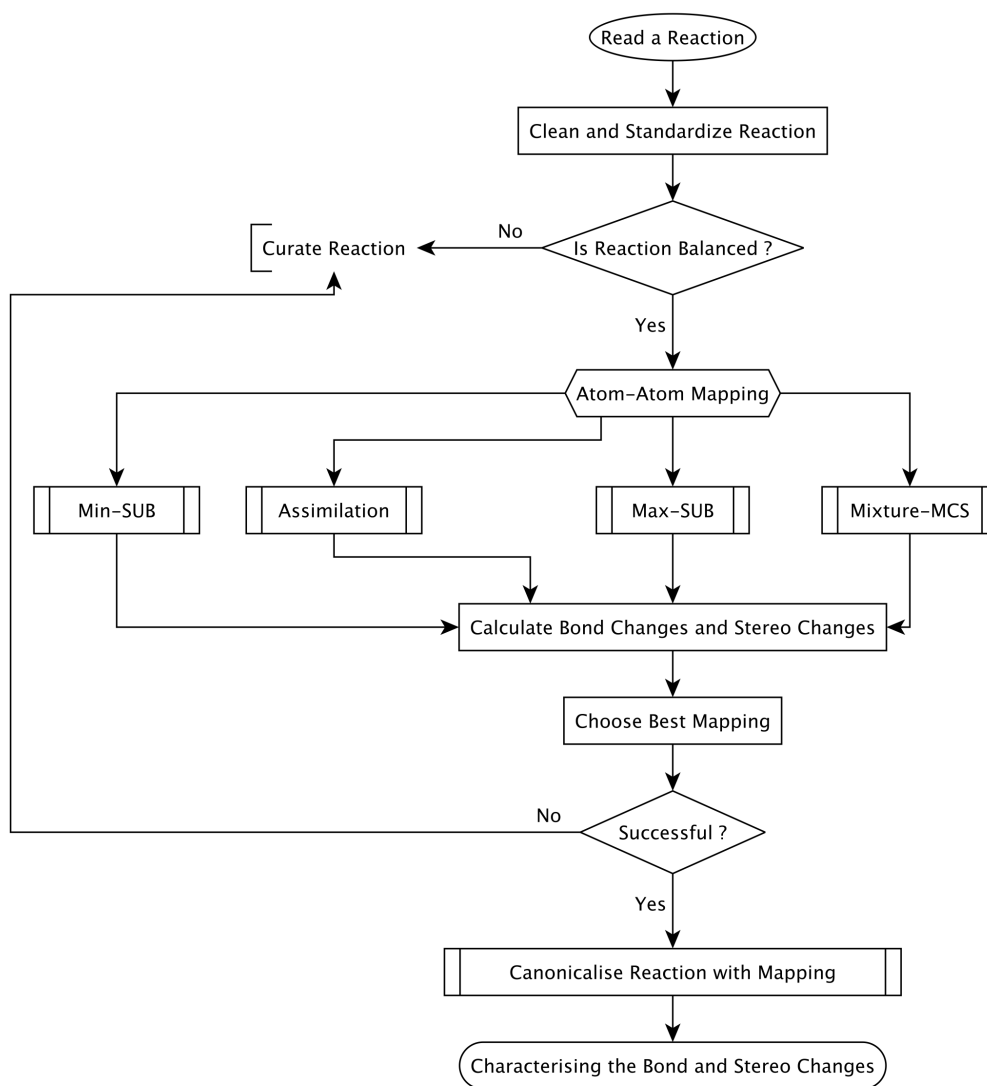 Read a Reaction
Clean and Standardize Reaction
Is Reaction Balanced ?
No
Curate Reaction
Yes
Atom-Atom Mapping
Min-SUB
Assimilation
Max-SUB
Mixture-MCS
Calculate Bond Changes and Stereo Changes
Choose Best Mapping
Successful ?
No
Yes
Canonicalise Reaction with Mapping
Characterising the Bond and Stereo Changes